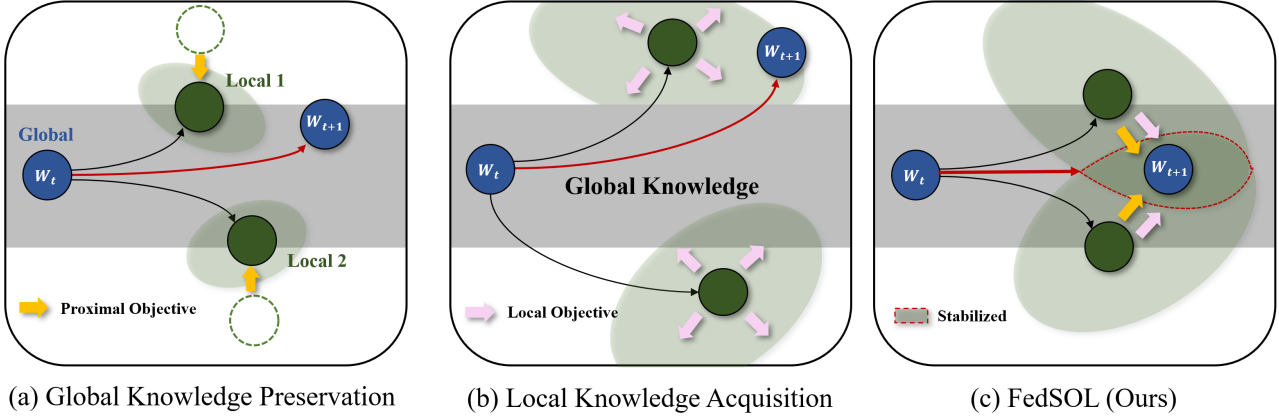 Local 1
Global
W_t
W_{t+1}
Local 2
Proximal Objective
(a) Global Knowledge Preservation
W_{t+1}
W_t
Global Knowledge
Local Objective
(b) Local Knowledge Acquisition
W_t
W_{t+1}
Stabilized
(c) FedSOL (Ours)